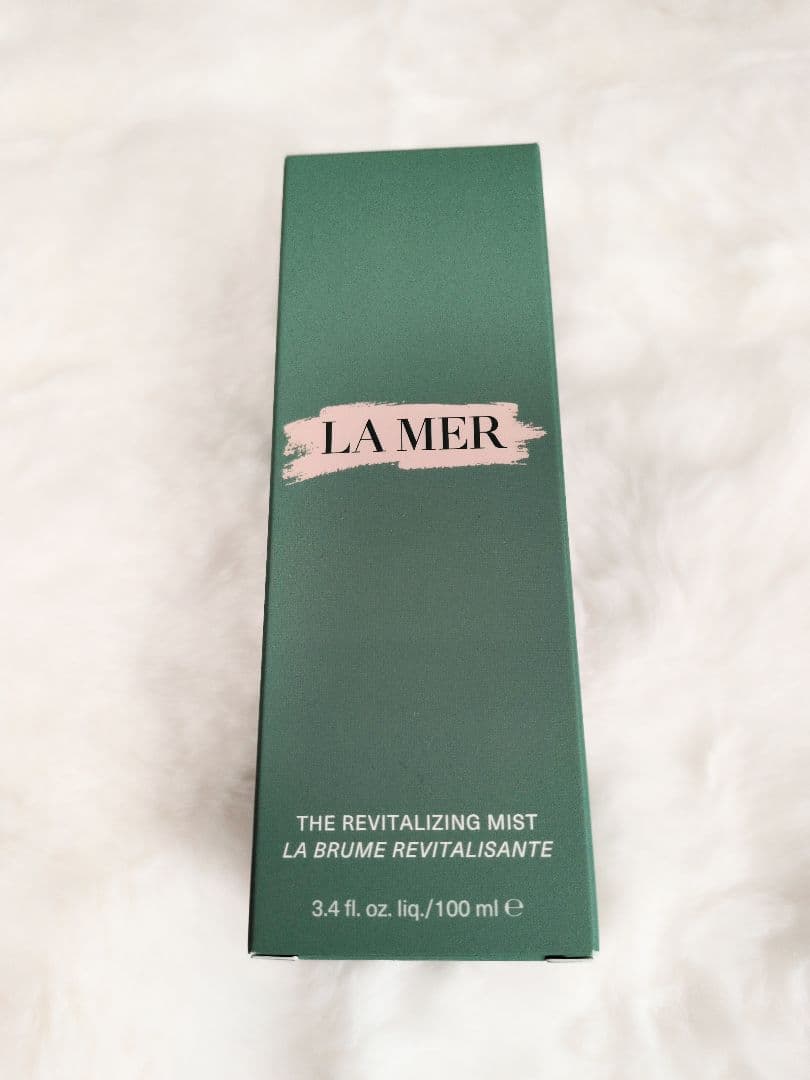 LA MER
THE REVITALIZING MIST
LA BRUME REVITALISANTE
3.4 fl. oz. liq./100 ml ℮